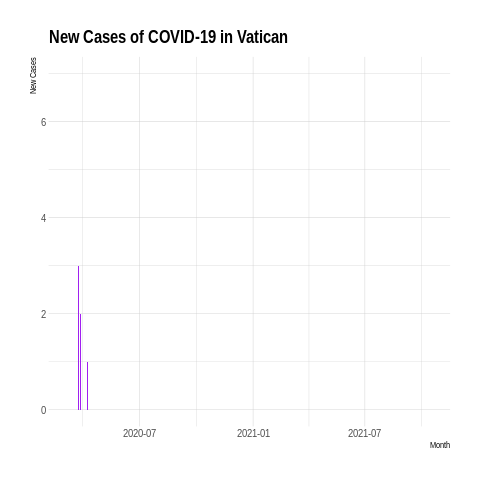 New Cases of COVID-19 in Vatican
New Cases
6
4
2
0
2020-07
2021-01
2021-07
Month